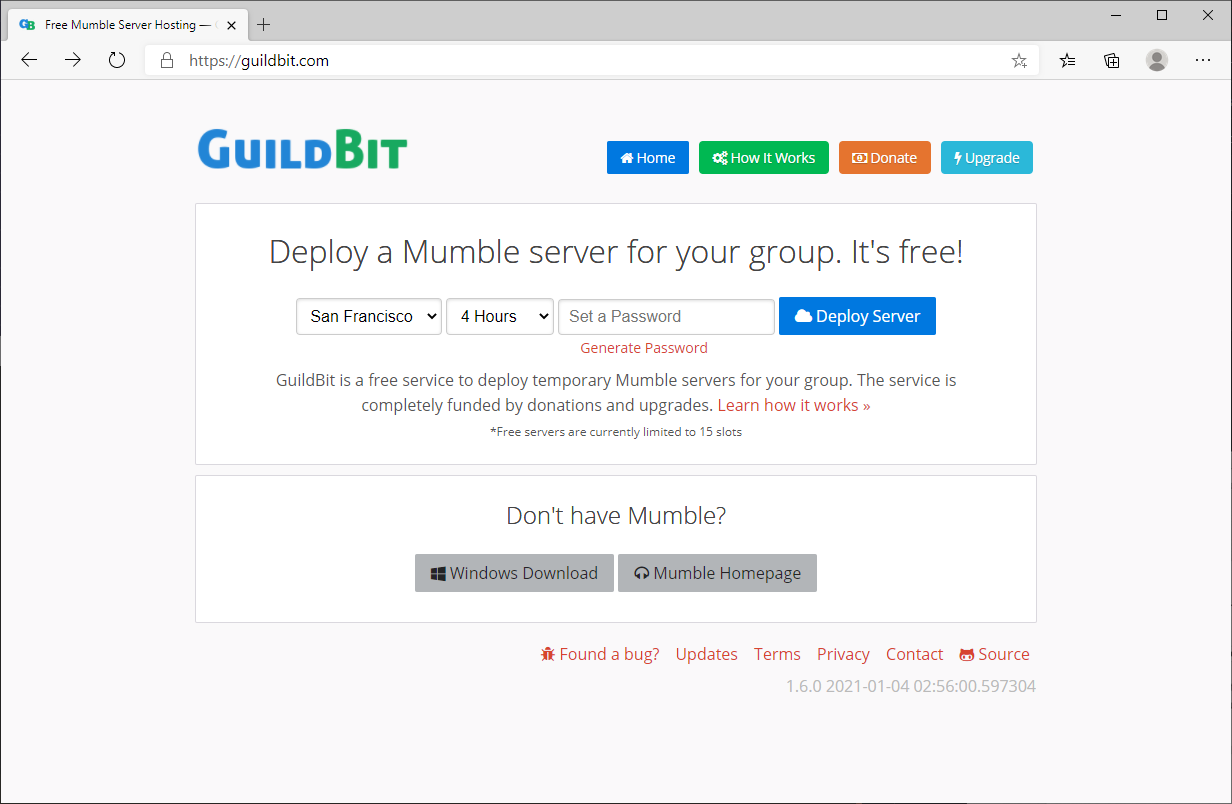 Free Mumble Server Hosting —
https://guildbit.com
GUILDBIT
Home
How It Works
Donate
Upgrade
Deploy a Mumble server for your group. It's free!
San Francisco
4 Hours
Set a Password
Deploy Server
Generate Password
GuildBit is a free service to deploy temporary Mumble servers for your group. The service is
completely funded by donations and upgrades. Learn how it works »
*Free servers are currently limited to 15 slots
Don't have Mumble?
Windows Download
Mumble Homepage
Found a bug? Updates Terms Privacy Contact Source
1.6.0 2021-01-04 02:56:00.597304